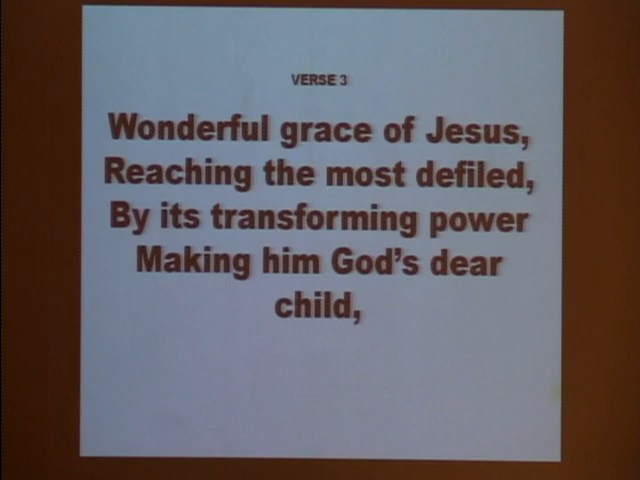 VERSE 3
Wonderful grace of Jesus,
Reaching the most defiled,
By its transforming power
Making him God's dear
child,